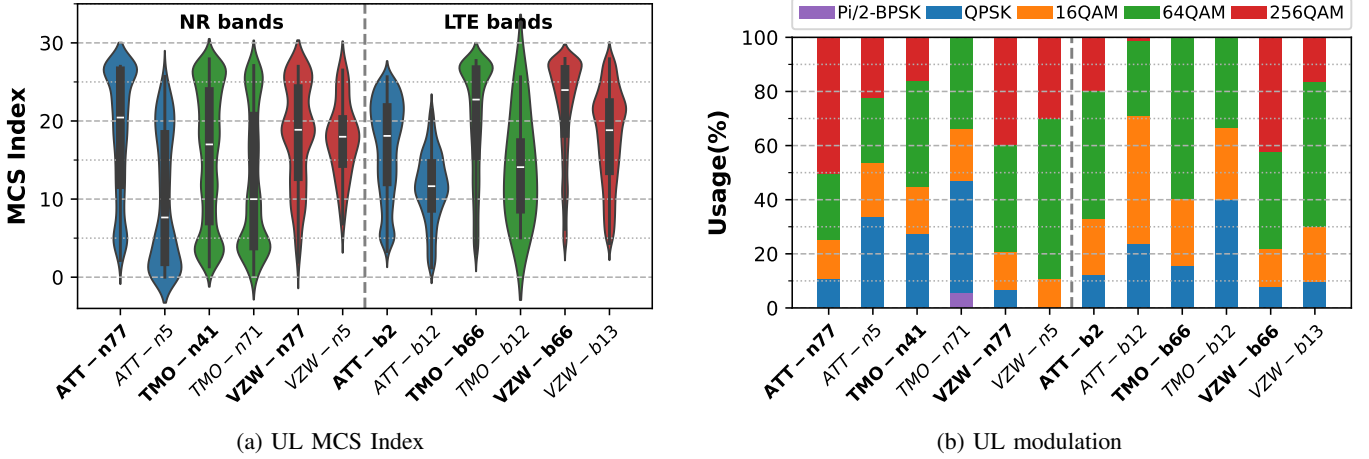 NR bands LTE bands
MCS Index
30
20
10
0
ATT − n77
ATT − n5
TMO − n41
TMO − n71
VZW − n77
VZW − n5
ATT − b2
ATT − b12
TMO − b66
TMO − b12
VZW − b66
VZW − b13
(a) UL MCS Index
Pi/2-BPSK QPSK 16QAM 64QAM 256QAM
Usage(%)
100
80
60
40
20
0
ATT − n77
ATT − n5
TMO − n41
TMO − n71
VZW − n77
VZW − n5
ATT − b2
ATT − b12
TMO − b66
TMO − b12
VZW − b66
VZW − b13
(b) UL modulation